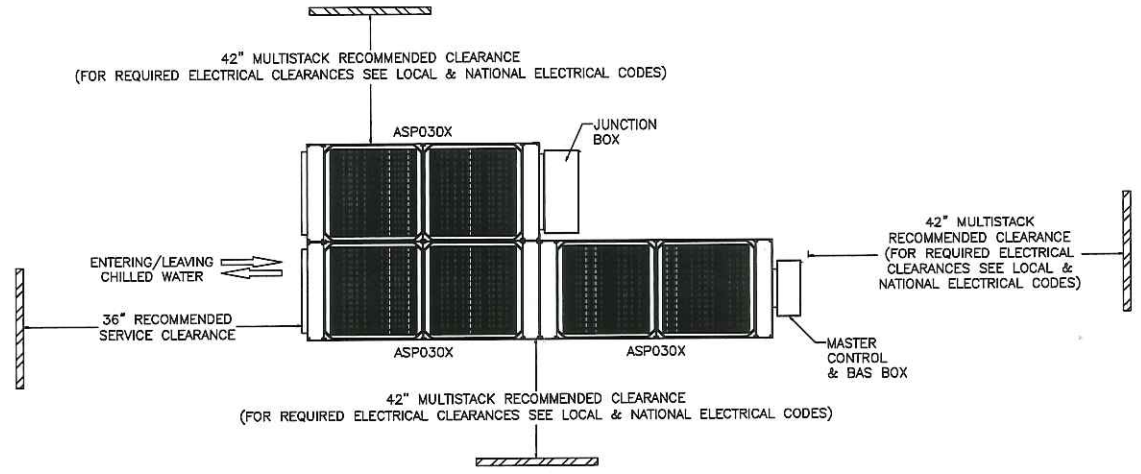 42" MULTISTACK RECOMMENDED CLEARANCE
(FOR REQUIRED ELECTRICAL CLEARANCES SEE LOCAL & NATIONAL ELECTRICAL CODES)
ASP030X
JUNCTION
BOX
42" MULTISTACK
RECOMMENDED CLEARANCE
(FOR REQUIRED ELECTRICAL
CLEARANCES SEE LOCAL &
NATIONAL ELECTRICAL CODES)
ENTERING/LEAVING
CHILLED WATER
36" RECOMMENDED
SERVICE CLEARANCE
ASP030X
ASP030X
MASTER
CONTROL
& BAS BOX
42" MULTISTACK RECOMMENDED CLEARANCE
(FOR REQUIRED ELECTRICAL CLEARANCES SEE LOCAL & NATIONAL ELECTRICAL CODES)